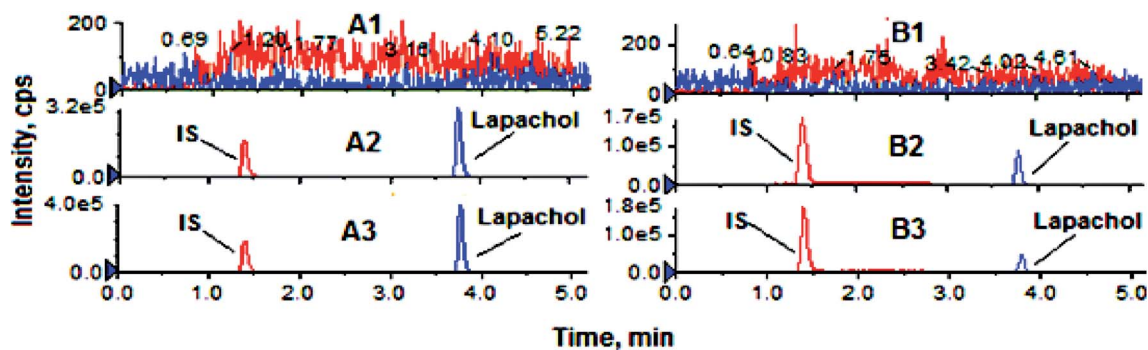 Intensity, cps
A1
200
100
0
0.69 1.20 1.77 3.16 4.10 5.22
A2
3.2e5
0.0
IS
Lapachol
A3
4.0e5
0.0
IS
Lapachol
0.0 1.0 2.0 3.0 4.0 5.0
B1
200
0
0.64 0.83 1.75 3.42 4.02 4.61
B2
1.7e5
1.0e5
0.0
IS
Lapachol
B3
1.8e5
1.0e5
0.0
IS
Lapachol
0.0 1.0 2.0 3.0 4.0 5.0
Time, min